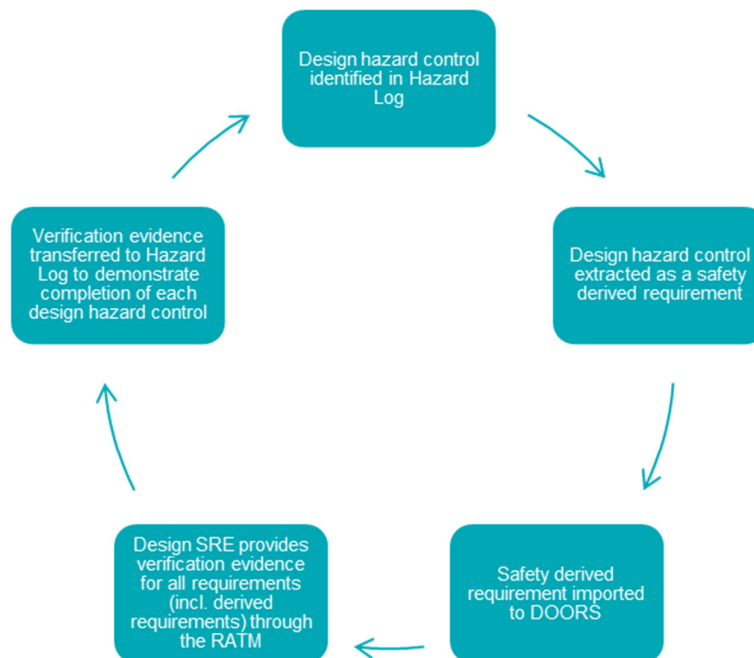 Design hazard control
identified in Hazard
Log
Design hazard control
extracted as a safety
derived requirement
Safety derived
requirement imported
to DOORS
Design SRE provides
verification evidence
for all requirements
(incl. derived
requirements) through
the RATM
Verification evidence
transferred to Hazard
Log to demonstrate
completion of each
design hazard control